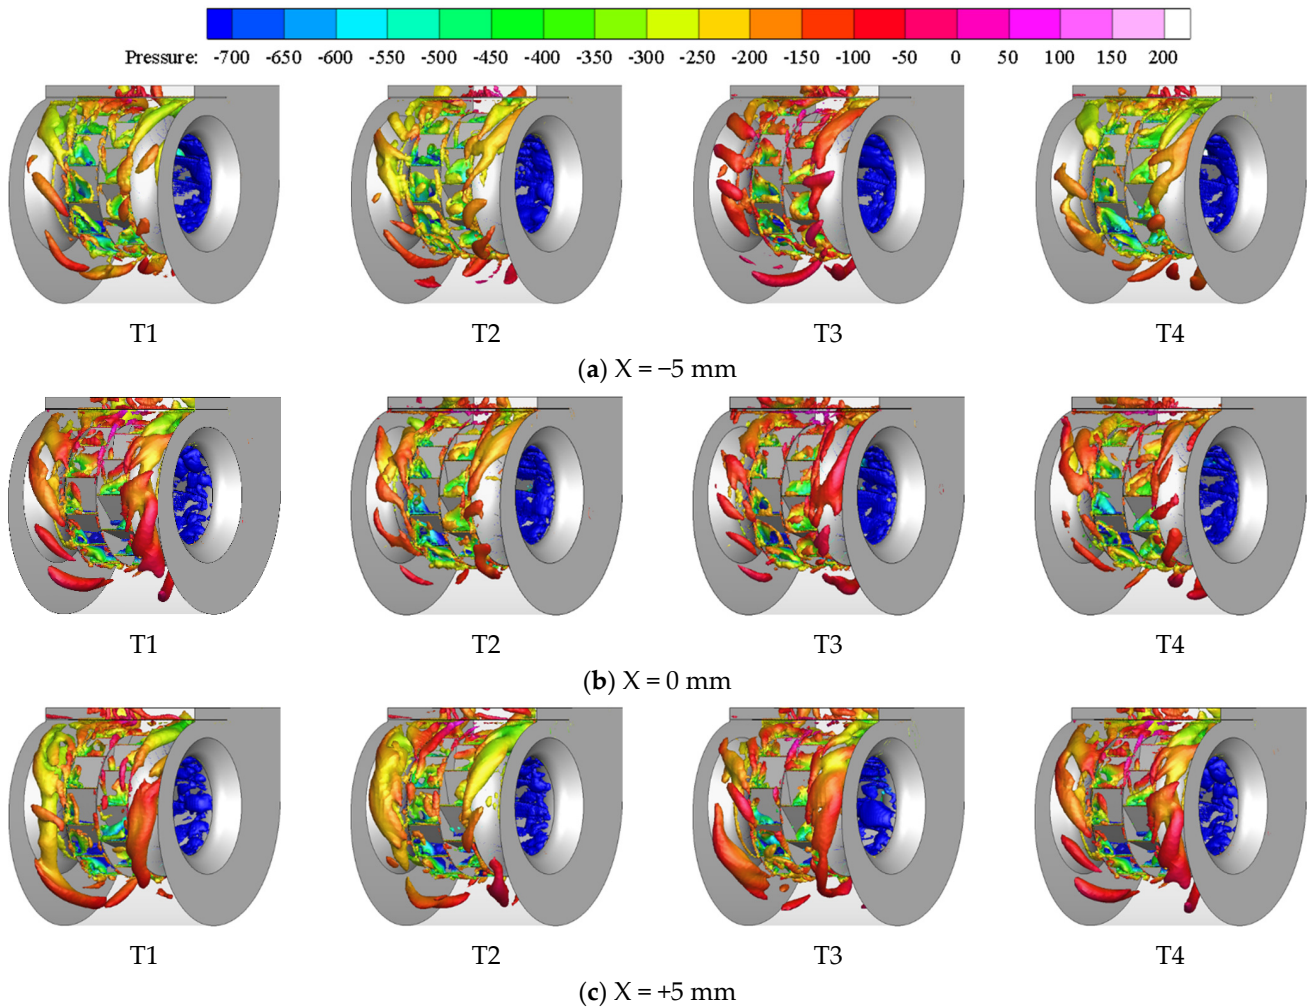 Pressure: -700 -650 -600 -550 -500 -450 -400 -350 -300 -250 -200 -150 -100 -50 0 50 100 150 200
T1 T2 T3 T4
(a) X = −5 mm
T1 T2 T3 T4
(b) X = 0 mm
T1 T2 T3 T4
(c) X = +5 mm